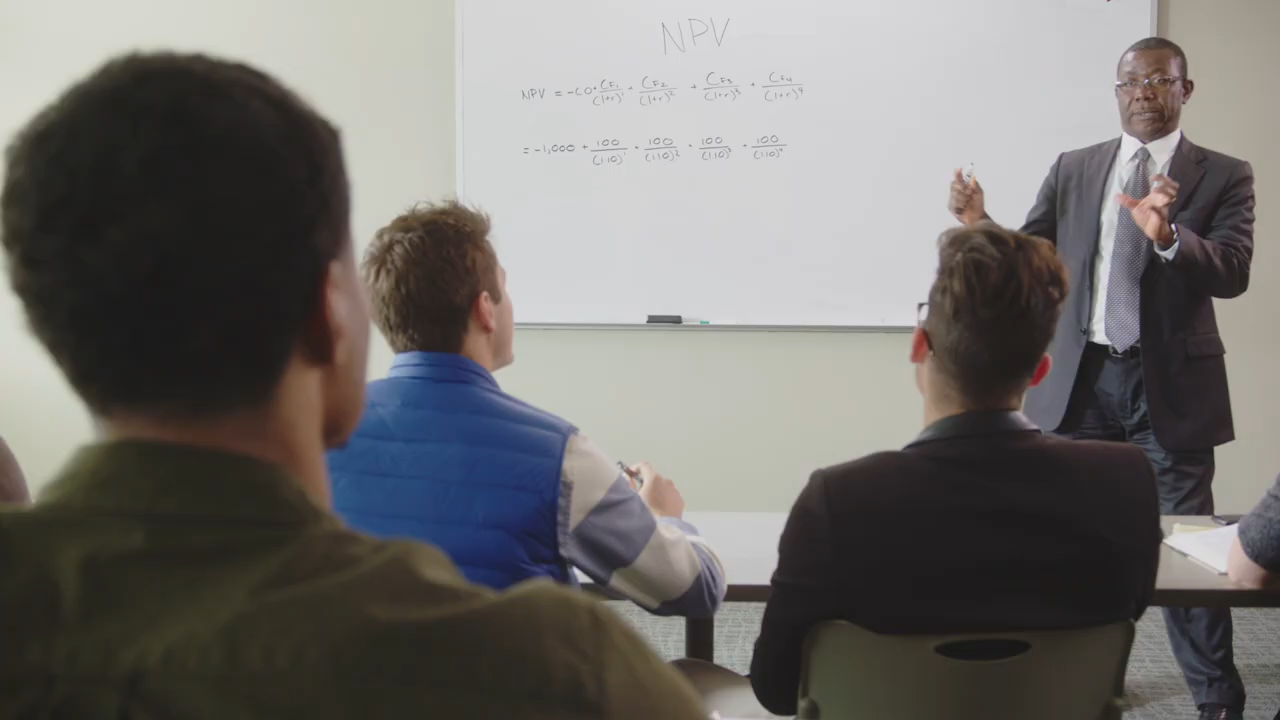 NPV
NPV = -C0 + CF1/(1+r)^1 + CF2/(1+r)^2 + CF3/(1+r)^3 + CF4/(1+r)^4
= -1,000 + 100/(1.10)^1 + 100/(1.10)^2 + 100/(1.10)^3 + 100/(1.10)^4